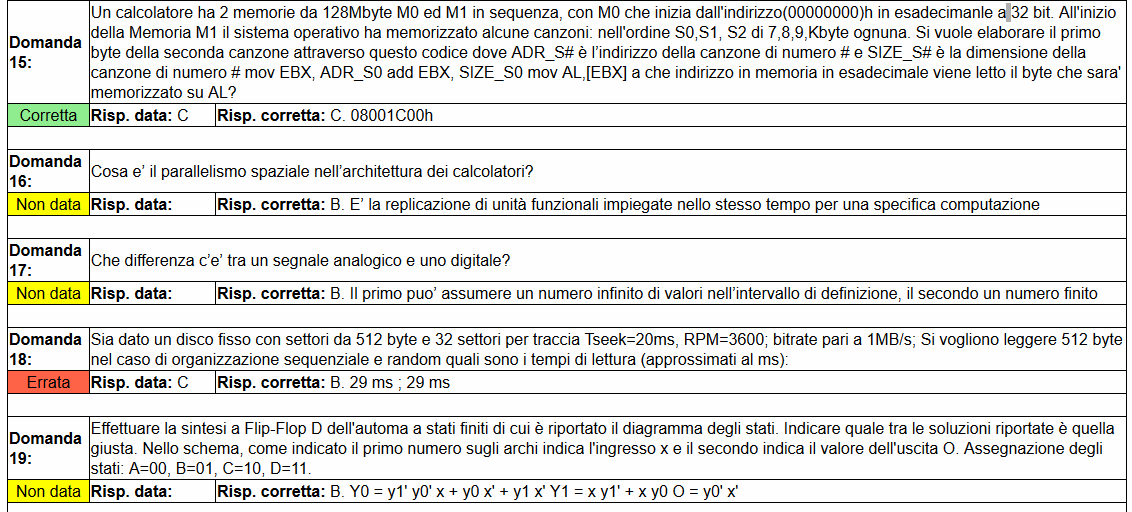 Domanda 15:
Un calcolatore ha 2 memorie da 128Mbyte M0 ed M1 in sequenza, con M0 che inizia dall'indirizzo(00000000)h in esadecimanle a 32 bit. All'inizio
della Memoria M1 il sistema operativo ha memorizzato alcune canzoni: nell'ordine S0,S1, S2 di 7,8,9,Kbyte ognuna. Si vuole elaborare il primo
byte della seconda canzone attraverso questo codice dove ADR_S# è l'indirizzo della canzone di numero # e SIZE_S# è la dimensione della
canzone di numero # mov EBX, ADR_S0 add EBX, SIZE_S0 mov AL,[EBX] a che indirizzo in memoria in esadecimale viene letto il byte che sara'
memorizzato su AL?
Corretta Risp. data: C Risp. corretta: C. 08001C00h
Domanda 16:
Cosa e’ il parallelismo spaziale nell’architettura dei calcolatori?
Non data Risp. data: Risp. corretta: B. E’ la replicazione di unità funzionali impiegate nello stesso tempo per una specifica computazione
Domanda 17:
Che differenza c’e’ tra un segnale analogico e uno digitale?
Non data Risp. data: Risp. corretta: B. Il primo puo’ assumere un numero infinito di valori nell’intervallo di definizione, il secondo un numero finito
Domanda 18:
Sia dato un disco fisso con settori da 512 byte e 32 settori per traccia Tseek=20ms, RPM=3600; bitrate pari a 1MB/s; Si vogliono leggere 512 byte
nel caso di organizzazione sequenziale e random quali sono i tempi di lettura (approssimati al ms):
Errata Risp. data: C Risp. corretta: B. 29 ms ; 29 ms
Domanda 19:
Effettuare la sintesi a Flip-Flop D dell'automa a stati finiti di cui è riportato il diagramma degli stati. Indicare quale tra le soluzioni riportate è quella
giusta. Nello schema, come indicato il primo numero sugli archi indica l'ingresso x e il secondo indica il valore dell'uscita O. Assegnazione degli
stati: A=00, B=01, C=10, D=11.
Non data Risp. data: Risp. corretta: B. Y0 = y1' y0' x + y0 x' + y1 x' Y1 = x y1' + x y0 O = y0' x'